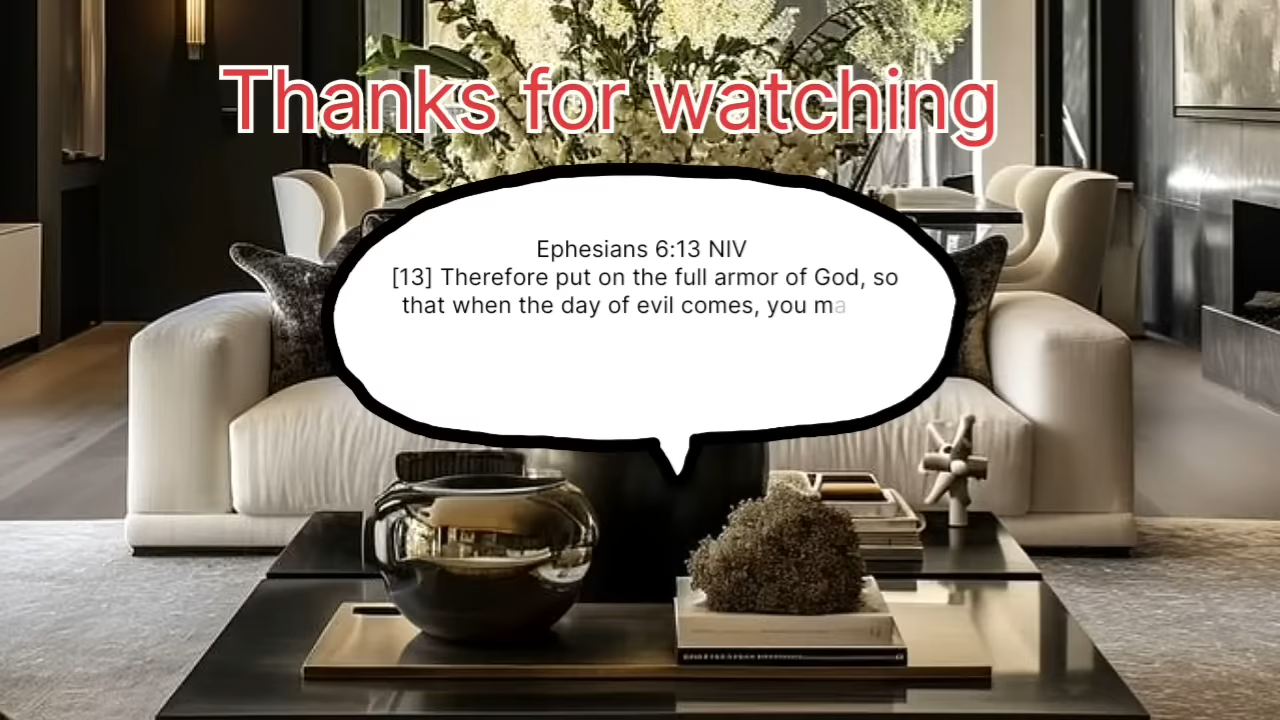 Thanks for watching
Ephesians 6:13 NIV
[13] Therefore put on the full armor of God, so
that when the day of evil comes, you ma